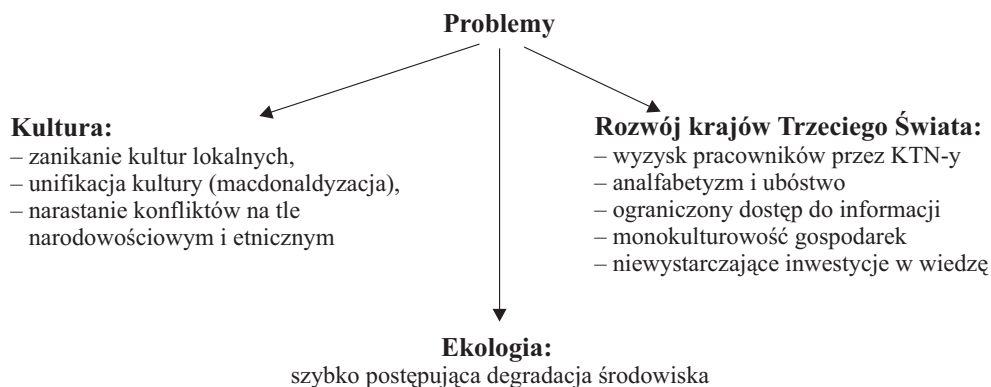 Problemy
Kultura:
– zanikanie kultur lokalnych,
– unifikacja kultury (macdonaldyzacja),
– narastanie konfliktów na tle
narodowościowym i etnicznym
Rozwój krajów Trzeciego Świata:
– wyzysk pracowników przez KTN-y
– analfabetyzm i ubóstwo
– ograniczony dostęp do informacji
– monokulturowość gospodarek
– niewystarczające inwestycje w wiedzę
Ekologia:
szybko postępująca degradacja środowiska